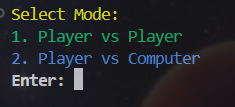 Select Mode:
1. Player vs Player
2. Player vs Computer
Enter: